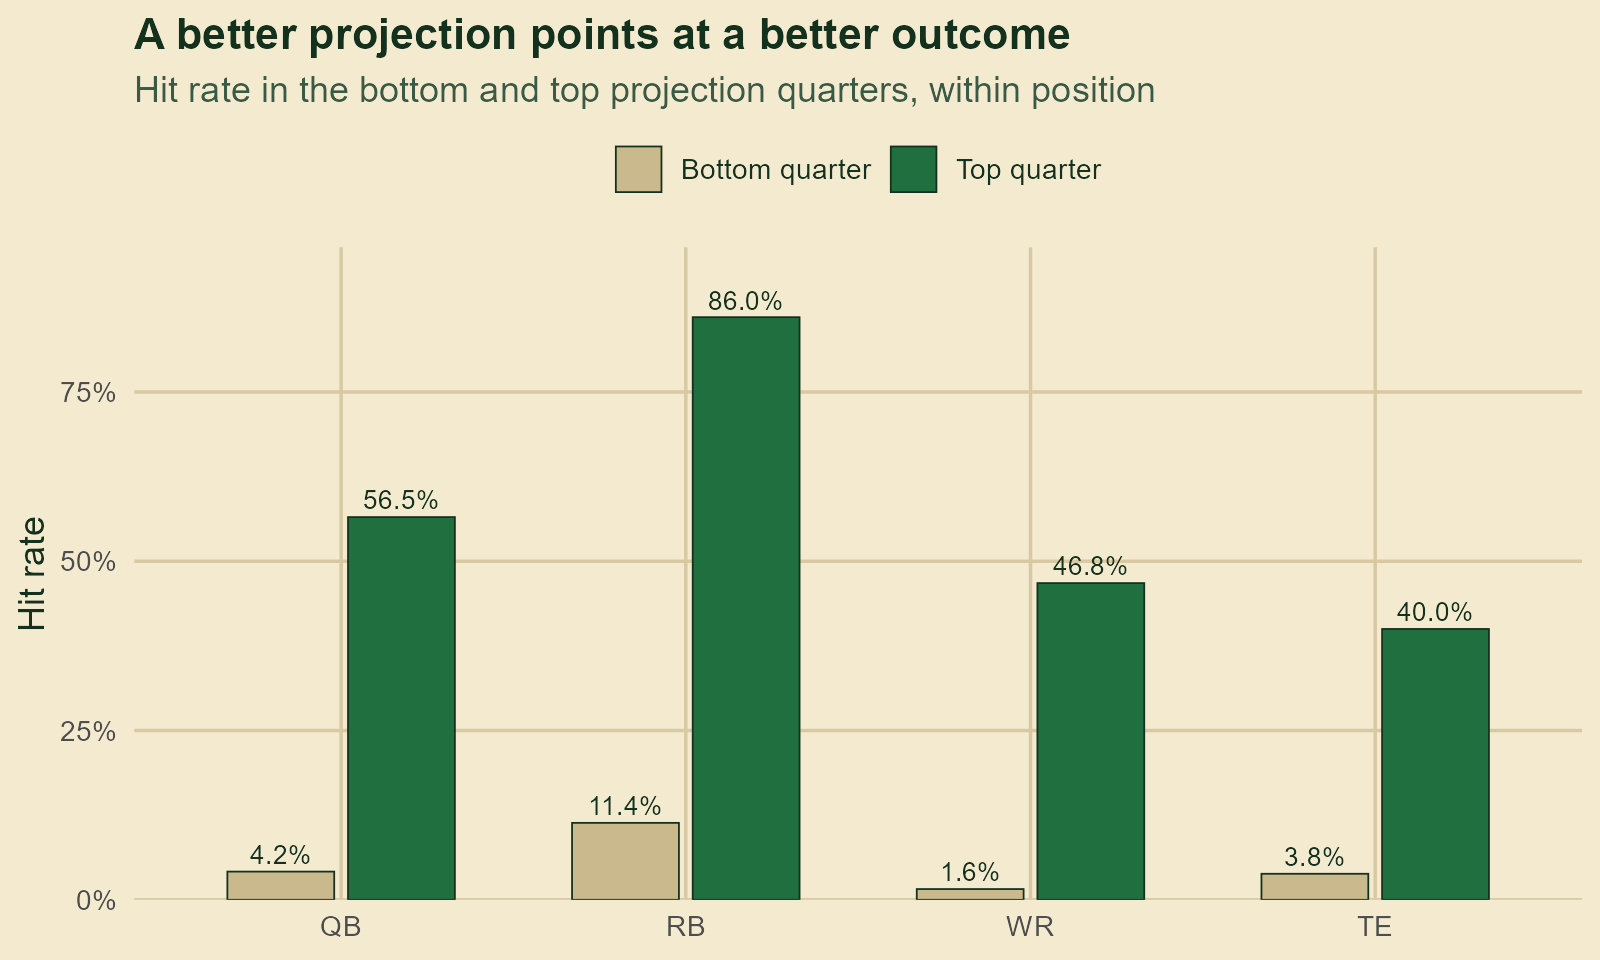 A better projection points at a better outcome
Hit rate in the bottom and top projection quarters, within position
Bottom quarter
Top quarter
Hit rate
75%
50%
25%
0%
4.2%
56.5%
11.4%
86.0%
1.6%
46.8%
3.8%
40.0%
QB
RB
WR
TE